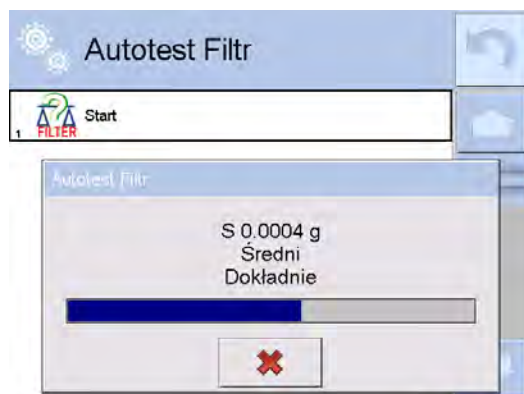 Autotest Filtr
1 FILTER Start
Autotest Filtr
S 0.0004 g
Średni
Dokładnie